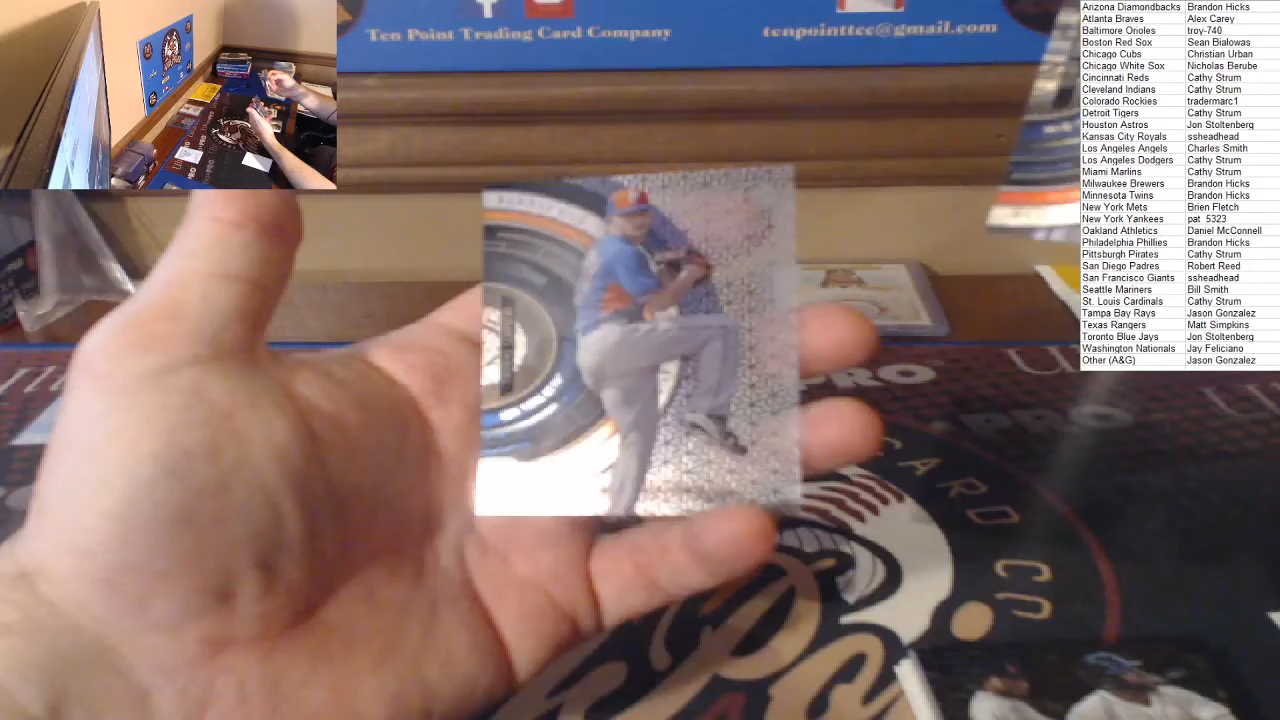 Ten Point Trading Card Company
tenpointtcc@gmail.com
Arizona Diamondbacks Brandon Hicks
Atlanta Braves Alex Carey
Baltimore Orioles troy-740
Boston Red Sox Sean Bialowas
Chicago Cubs Christian Urban
Chicago White Sox Nicholas Berube
Cincinnati Reds Cathy Strum
Cleveland Indians Cathy Strum
Colorado Rockies tradermarc1
Detroit Tigers Cathy Strum
Houston Astros Jon Stoltenberg
Kansas City Royals ssheadhead
Los Angeles Angels Charles Smith
Los Angeles Dodgers Cathy Strum
Miami Marlins Cathy Strum
Milwaukee Brewers Brandon Hicks
Minnesota Twins Brandon Hicks
New York Mets Brien Fletch
New York Yankees pat_5323
Oakland Athletics Daniel McConnell
Philadelphia Phillies Brandon Hicks
Pittsburgh Pirates Cathy Strum
San Diego Padres Robert Reed
San Francisco Giants ssheadhead
Seattle Mariners Bill Smith
St. Louis Cardinals Cathy Strum
Tampa Bay Rays Jason Gonzalez
Texas Rangers Matt Simpkins
Toronto Blue Jays Jon Stoltenberg
Washington Nationals Jay Feliciano
Other (A&G) Jason Gonzalez
PRO
CARD CO